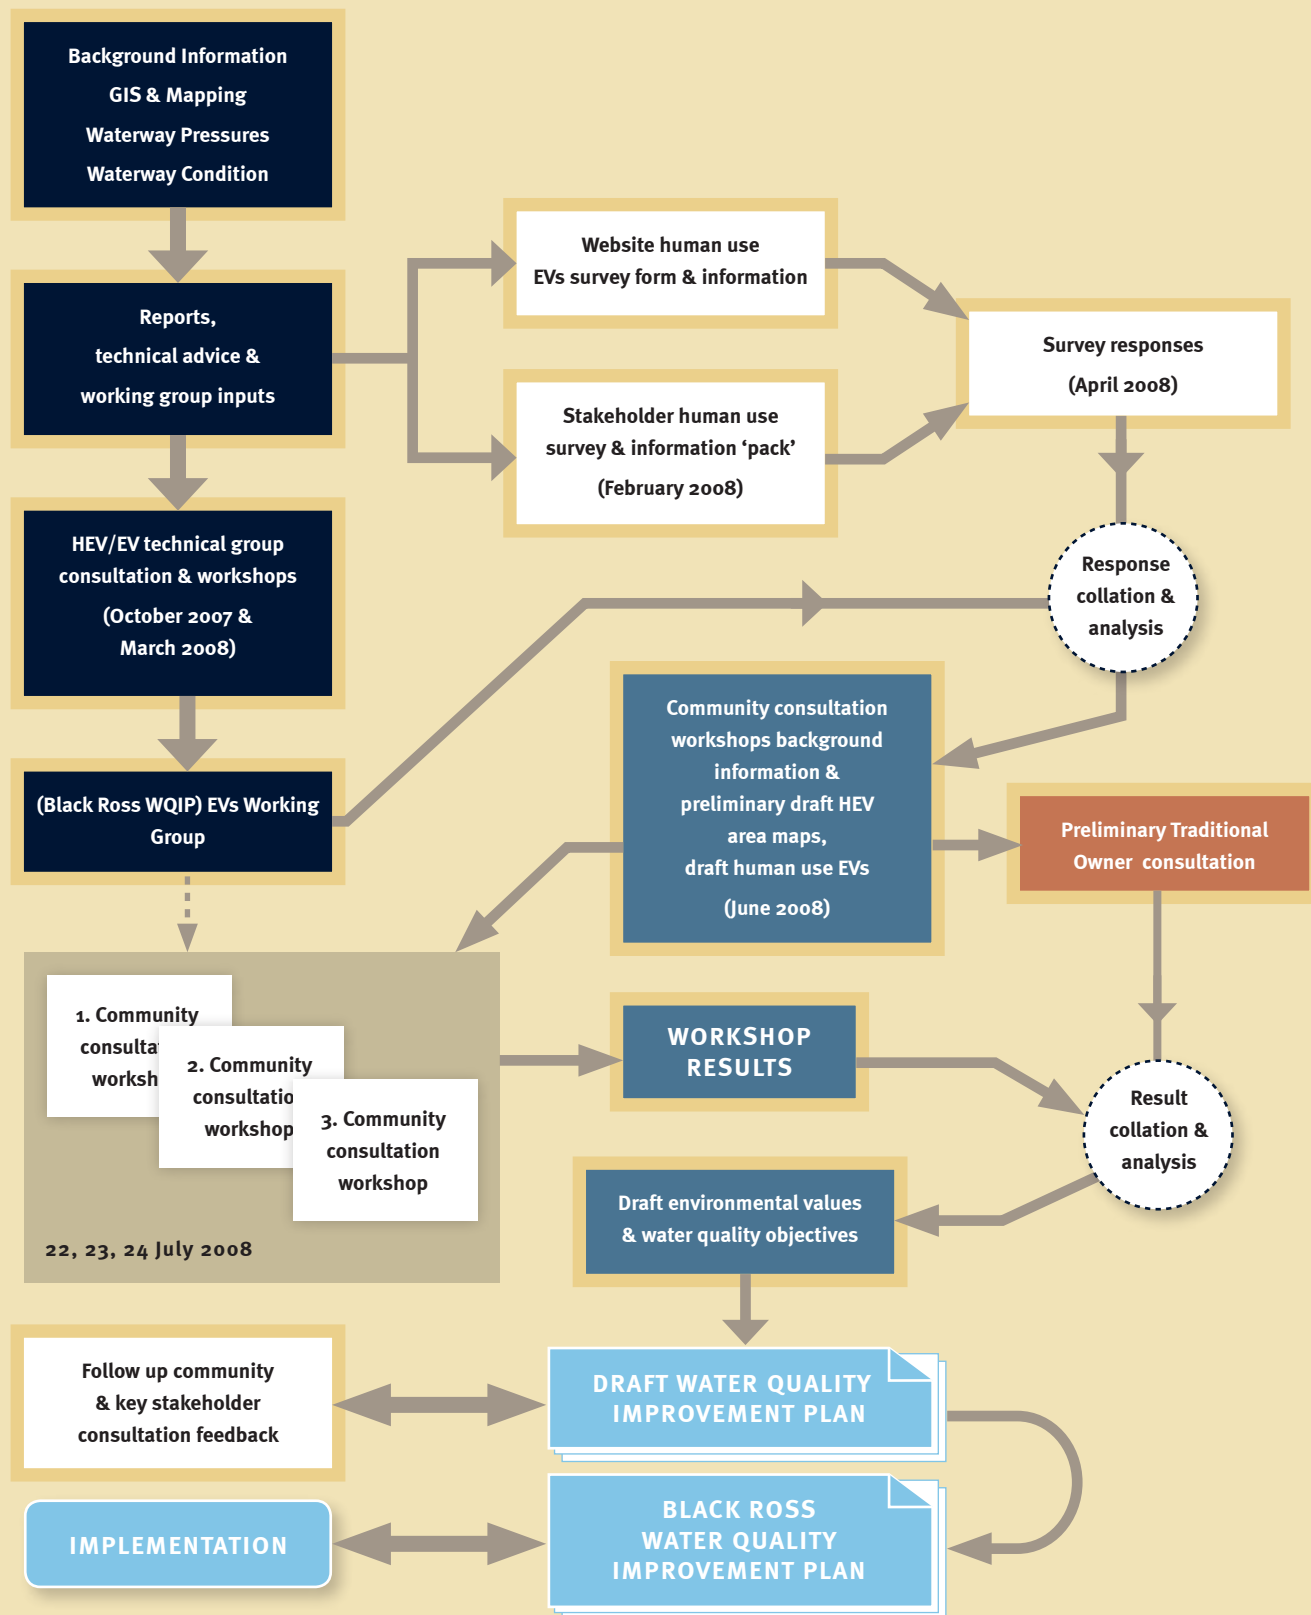 Background Information
GIS & Mapping
Waterway Pressures
Waterway Condition
Reports,
technical advice &
working group inputs
HEV/EV technical group
consultation & workshops
(October 2007 &
March 2008)
(Black Ross WQIP) EVs Working
Group
Website human use
EVs survey form & information
Stakeholder human use
survey & information ‘pack’
(February 2008)
Survey responses
(April 2008)
Response
collation &
analysis
Community consultation
workshops background
information &
preliminary draft HEV
area maps,
draft human use EVs
(June 2008)
Preliminary Traditional
Owner consultation
1. Community
consulta
worksh
2. Community
consultatio
workshop
3. Community
consultation
workshop
22, 23, 24 July 2008
WORKSHOP
RESULTS
Result
collation &
analysis
Draft environmental values
& water quality objectives
Follow up community
& key stakeholder
consultation feedback
DRAFT WATER QUALITY
IMPROVEMENT PLAN
IMPLEMENTATION
BLACK ROSS
WATER QUALITY
IMPROVEMENT PLAN